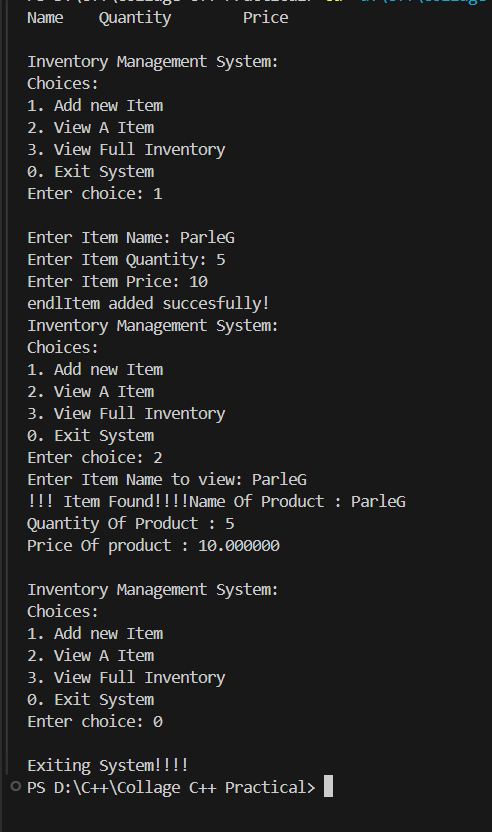 Name    Quantity        Price

Inventory Management System:
Choices:
1. Add new Item
2. View A Item
3. View Full Inventory
0. Exit System
Enter choice: 1

Enter Item Name: ParleG
Enter Item Quantity: 5
Enter Item Price: 10
endlItem added succesfully!
Inventory Management System:
Choices:
1. Add new Item
2. View A Item
3. View Full Inventory
0. Exit System
Enter choice: 2
Enter Item Name to view: ParleG
!!! Item Found!!!!Name Of Product : ParleG
Quantity Of Product : 5
Price Of product : 10.000000

Inventory Management System:
Choices:
1. Add new Item
2. View A Item
3. View Full Inventory
0. Exit System
Enter choice: 0

Exiting System!!!!
PS D:\C++\Collage C++ Practical>